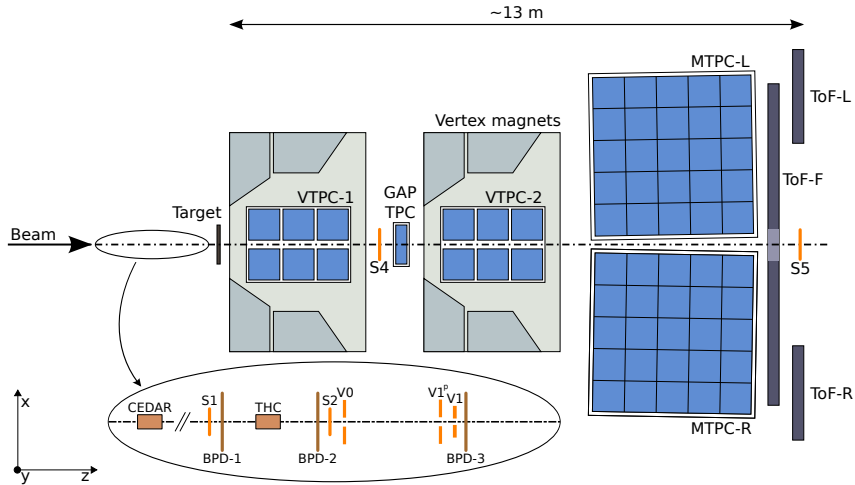 ~13 m
MTPC-L
ToF-L
Vertex magnets
ToF-F
VTPC-1
GAP
TPC
VTPC-2
Target
Beam
S4
S5
x
y
z
CEDAR
S1
THC
S2
V0
V1ᵖ
V1
BPD-1
BPD-2
BPD-3
ToF-R
MTPC-R